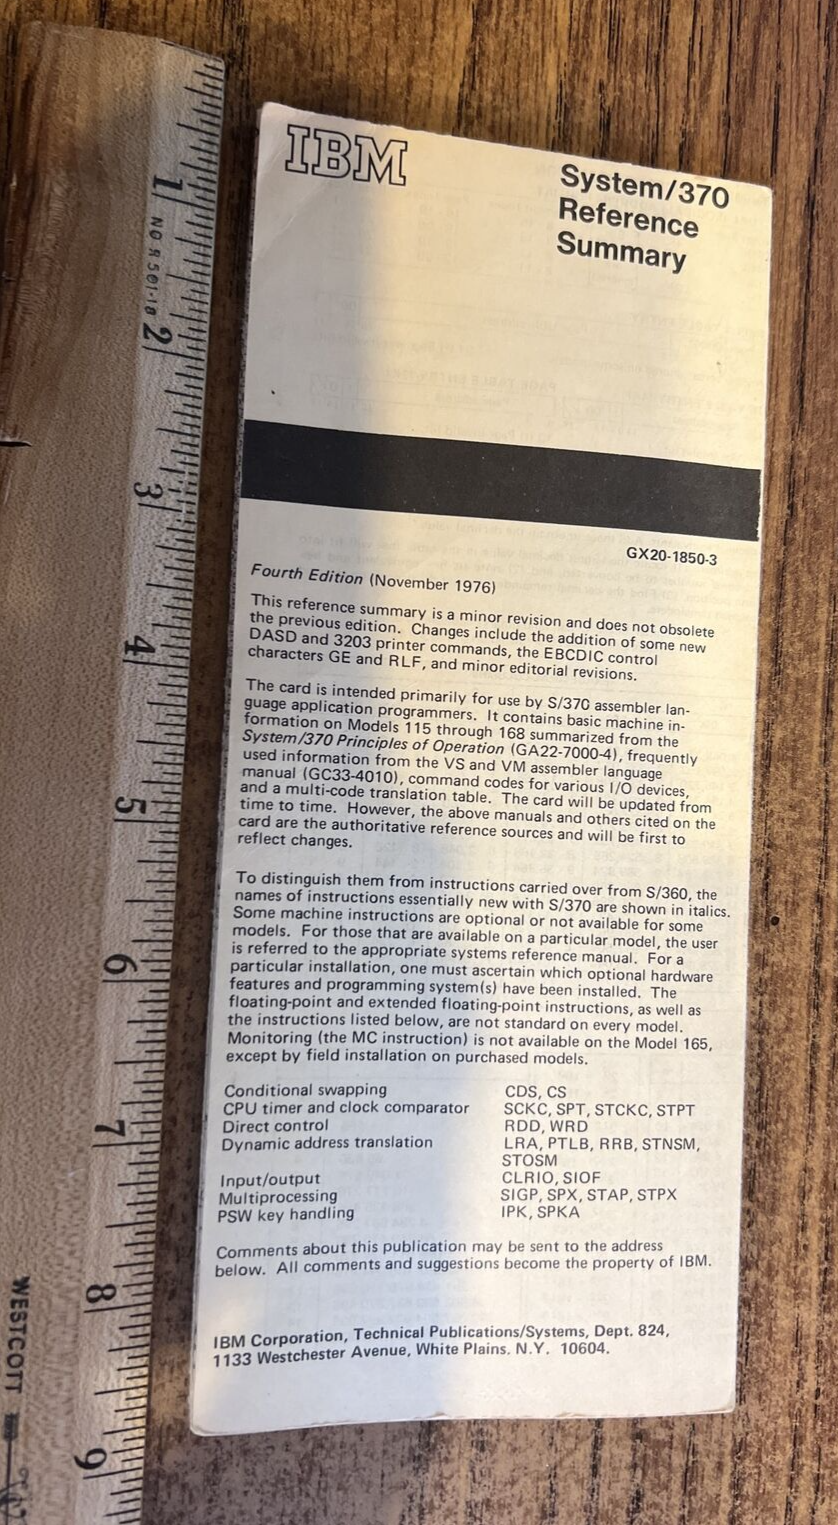 IBM
System/370
Reference
Summary
GX20-1850-3
Fourth Edition (November 1976)
This reference summary is a minor revision and does not obsolete
the previous edition. Changes include the addition of some new
DASD and 3203 printer commands, the EBCDIC control
characters GE and RLF, and minor editorial revisions.
The card is intended primarily for use by S/370 assembler lan-
guage application programmers. It contains basic machine in-
formation on Models 115 through 168 summarized from the
System/370 Principles of Operation (GA22-7000-4), frequently
used information from the VS and VM assembler language
manual (GC33-4010), command codes for various I/O devices,
and a multi-code translation table. The card will be updated from
time to time. However, the above manuals and others cited on the
card are the authoritative reference sources and will be first to
reflect changes.
To distinguish them from instructions carried over from S/360, the
names of instructions essentially new with S/370 are shown in italics.
Some machine instructions are optional or not available for some
models. For those that are available on a particular model, the user
is referred to the appropriate systems reference manual. For a
particular installation, one must ascertain which optional hardware
features and programming system(s) have been installed. The
floating-point and extended floating-point instructions, as well as
the instructions listed below, are not standard on every model.
Monitoring (the MC instruction) is not available on the Model 165,
except by field installation on purchased models.
Conditional swapping CDS, CS
CPU timer and clock comparator SCKC, SPT, STCKC, STPT
Direct control RDD, WRD
Dynamic address translation LRA, PTLB, RRB, STNSM,
STOSM
Input/output CLRIO, SIOF
Multiprocessing SIGP, SPX, STAP, STPX
PSW key handling IPK, SPKA
Comments about this publication may be sent to the address
below. All comments and suggestions become the property of IBM.
IBM Corporation, Technical Publications/Systems, Dept. 824,
1133 Westchester Avenue, White Plains. N.Y. 10604.
1
NO R501-18
2
3
4
5
6
7
8
9
WESTCOTT